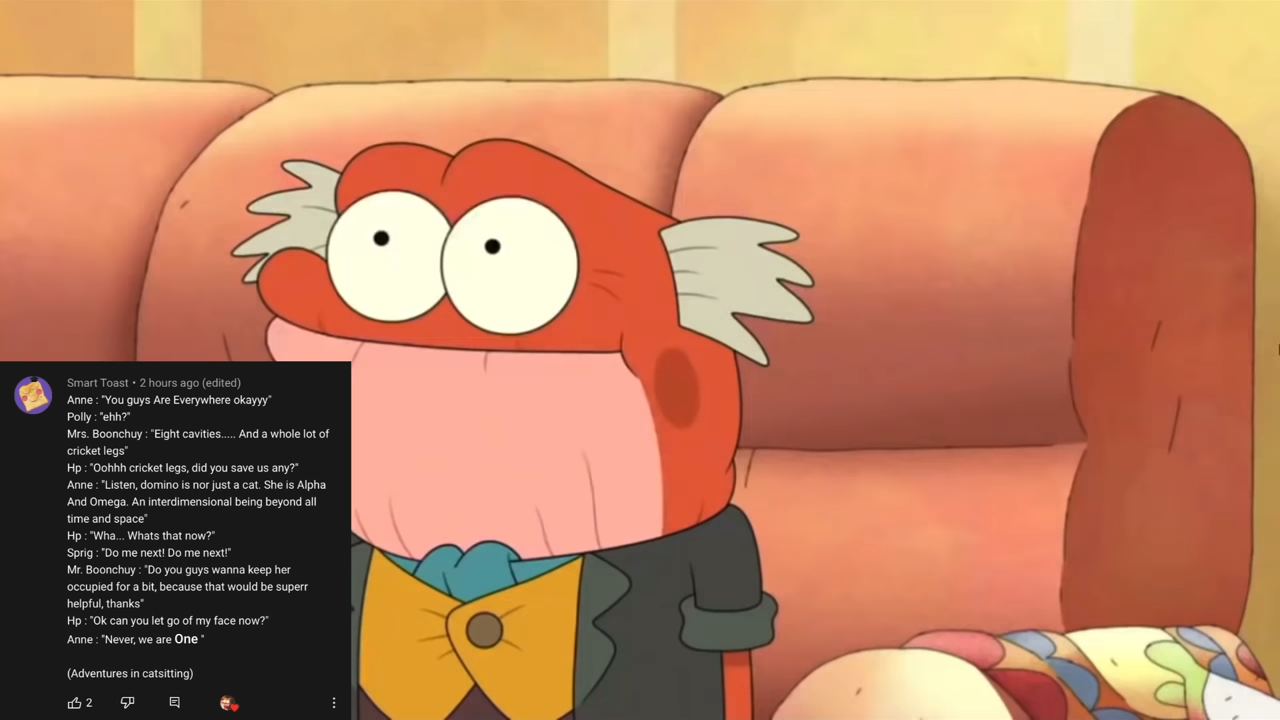 Smart Toast • 2 hours ago (edited)
Anne : "You guys Are Everywhere okayyy"
Polly : "ehh?"
Mrs. Boonchuy : "Eight cavities..... And a whole lot of
cricket legs"
Hp : "Oohhh cricket legs, did you save us any?"
Anne : "Listen, domino is nor just a cat. She is Alpha
And Omega. An interdimensional being beyond all
time and space"
Hp : "Wha... Whats that now?"
Sprig : "Do me next! Do me next!"
Mr. Boonchuy : "Do you guys wanna keep her
occupied for a bit, because that would be superr
helpful, thanks"
Hp : "Ok can you let go of my face now?"
Anne : "Never, we are One "
(Adventures in catsitting)
2